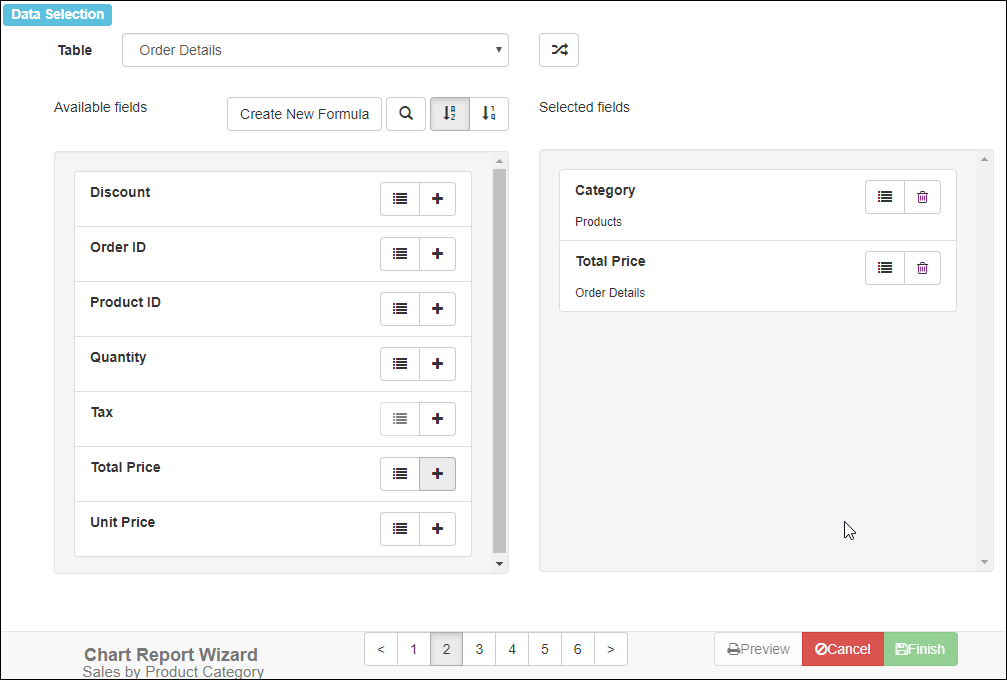 Data Selection
Table
Order Details
Available fields
Create New Formula
Selected fields
Discount
Order ID
Product ID
Quantity
Tax
Total Price
Unit Price
Category
Products
Total Price
Order Details
Chart Report Wizard
Sales by Product Category
< 1 2 3 4 5 6 >
Preview Cancel Finish